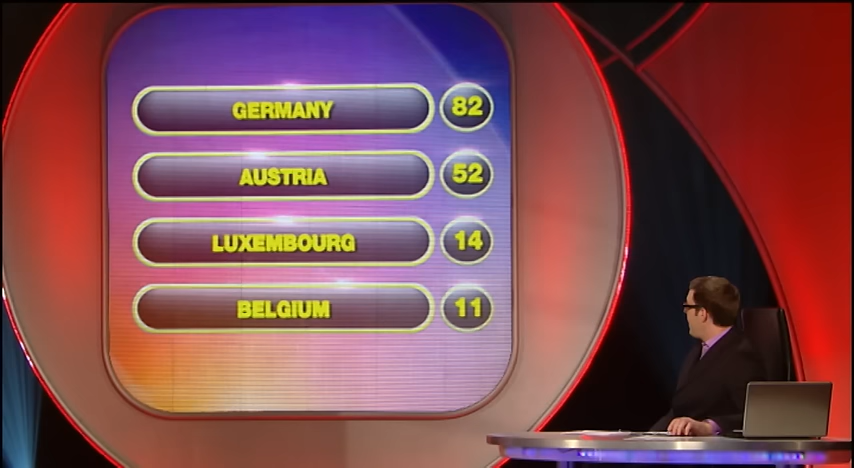 GERMANY 82
AUSTRIA 52
LUXEMBOURG 14
BELGIUM 11